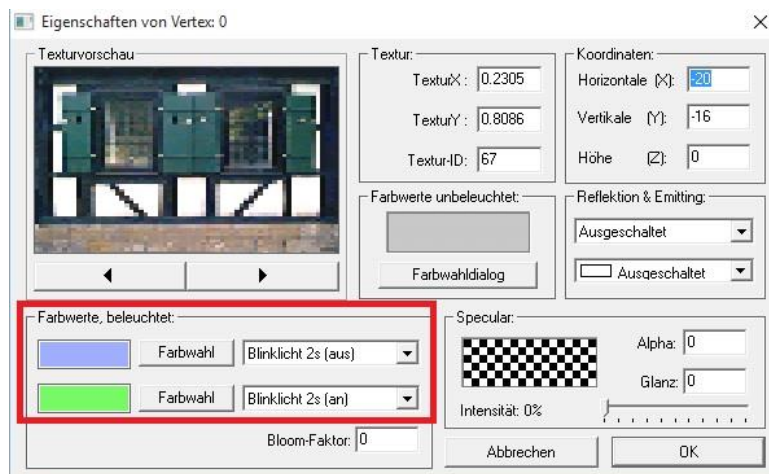 Eigenschaften von Vertex: 0
Texturvorschau
Textur:
TexturX : 0.2305
TexturY : 0.8086
Textur-ID: 67
Koordinaten:
Horizontale (X): -20
Vertikale (Y): -16
Höhe (Z): 0
Farbwerte unbeleuchtet:
Farbwahldialog
Reflektion & Emitting:
Ausgeschaltet
Ausgeschaltet
Farbwerte, beleuchtet:
Farbwahl Blinklicht 2s (aus)
Farbwahl Blinklicht 2s (an)
Bloom-Faktor: 0
Specular:
Alpha: 0
Glanz: 0
Intensität: 0%
Abbrechen OK